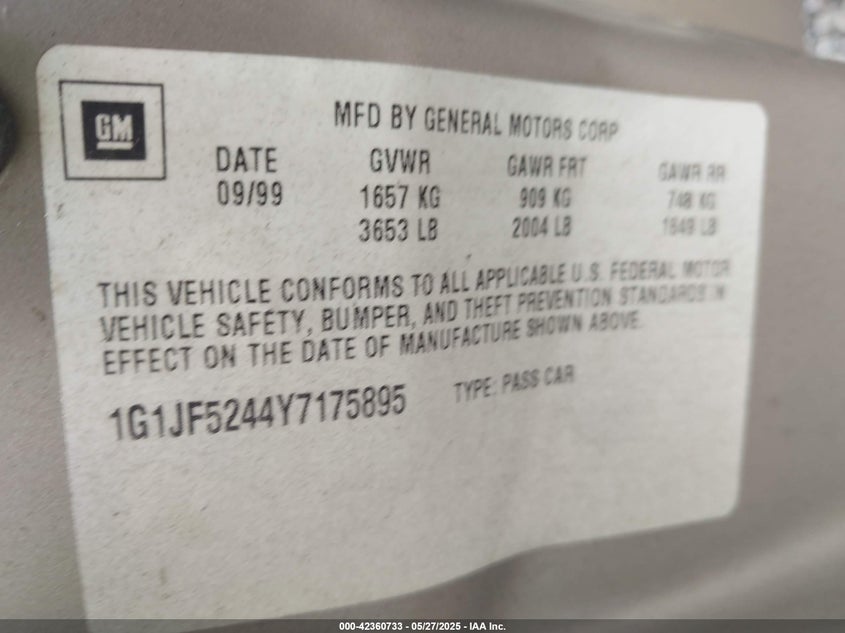 GM
MFD BY GENERAL MOTORS CORP
DATE GVWR GAWR FRT GAWR RR
09/99 1657 KG 909 KG 748 KG
3653 LB 2004 LB 1649 LB
THIS VEHICLE CONFORMS TO ALL APPLICABLE U.S. FEDERAL MOTOR
VEHICLE SAFETY, BUMPER, AND THEFT PREVENTION STANDARDS IN
EFFECT ON THE DATE OF MANUFACTURE SHOWN ABOVE.
1G1JF5244Y7175895 TYPE: PASS CAR
000-42360733 - 05/27/2025 - IAA Inc.